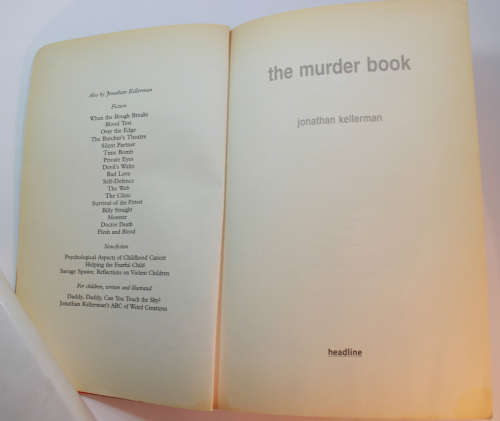 Also by Jonathan Kellerman
Fiction
When the Bough Breaks
Blood Test
Over the Edge
The Butcher's Theatre
Silent Partner
Time Bomb
Private Eyes
Devil's Waltz
Bad Love
Self-Defence
The Web
The Clinic
Survival of the Fittest
Billy Straight
Monster
Doctor Death
Flesh and Blood
Non-fiction
Psychological Aspects of Childhood Cancer
Helping the Fearful Child
Savage Spawn: Reflections on Violent Children
For children, written and illustrated
Daddy, Daddy, Can You Touch the Sky?
Jonathan Kellerman's ABC of Weird Creatures
the murder book
jonathan kellerman
headline